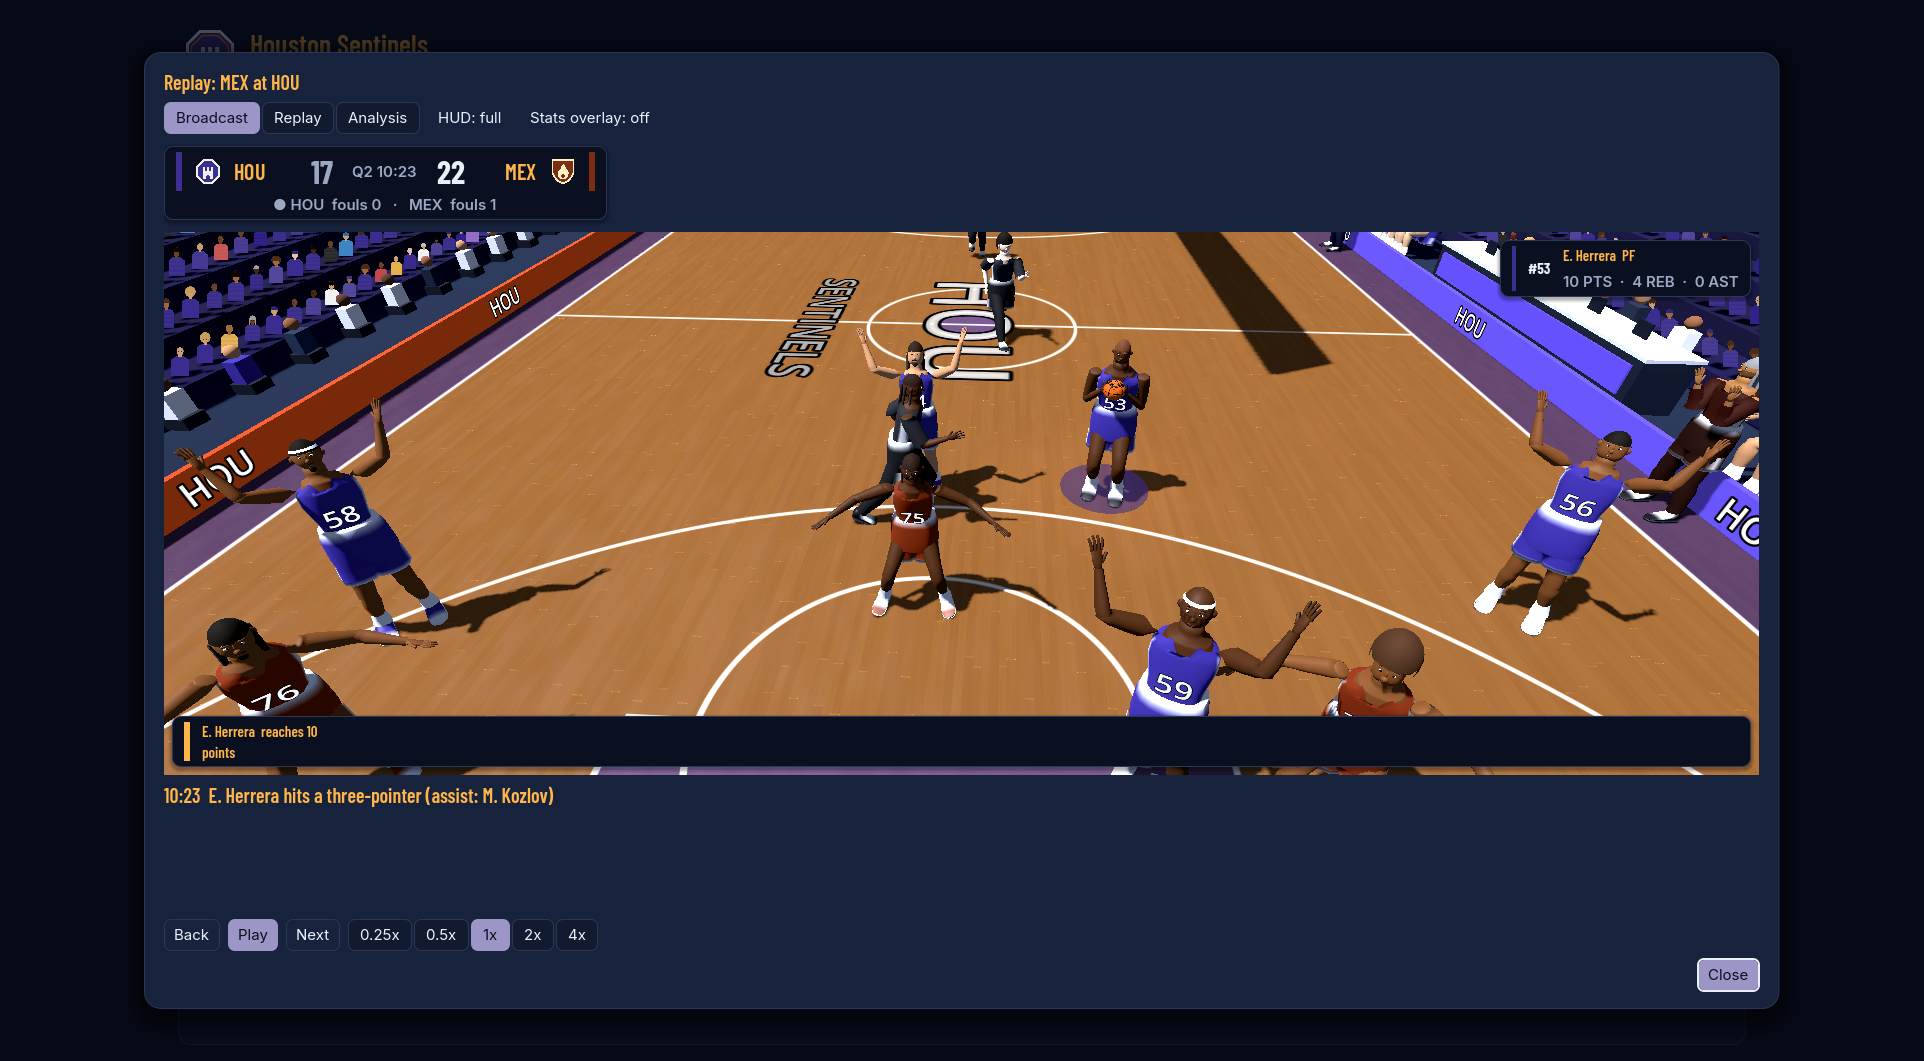 Houston Sentinels
Replay: MEX at HOU
Broadcast Replay Analysis HUD: full Stats overlay: off
HOU 17 Q2 10:23 22 MEX
HOU fouls 0 · MEX fouls 1
#53 E. Herrera PF
10 PTS · 4 REB · 0 AST
HOU
HOU
SENTINELS
HOU
HOU
HO
53
58
75
56
59
76
E. Herrera reaches 10
points
10:23 E. Herrera hits a three-pointer (assist: M. Kozlov)
Back Play Next 0.25x 0.5x 1x 2x 4x
Close